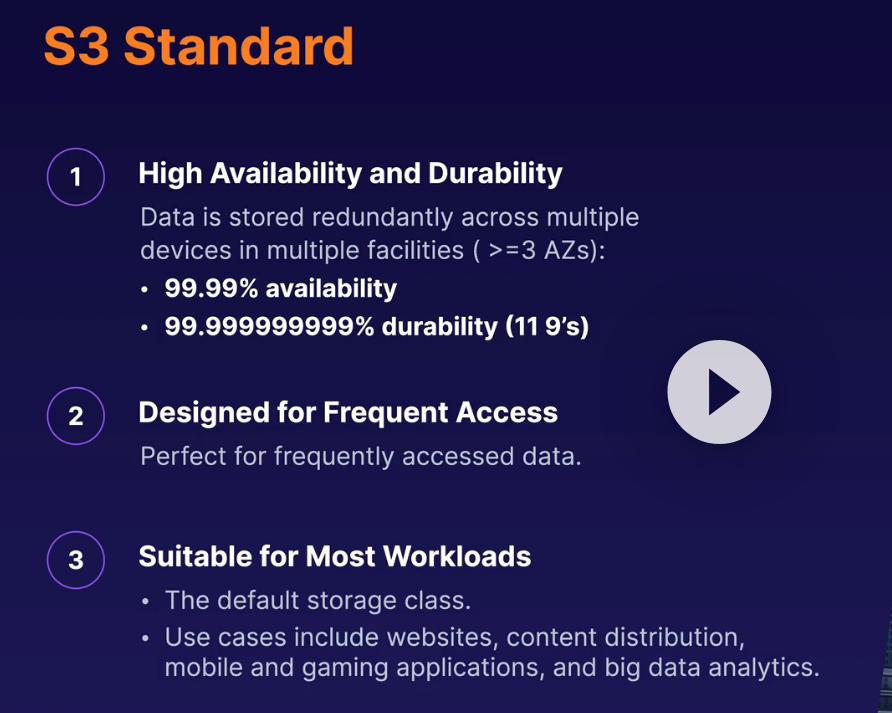 S3 Standard
1
High Availability and Durability
Data is stored redundantly across multiple
devices in multiple facilities ( >=3 AZs):
• 99.99% availability
• 99.999999999% durability (11 9’s)
2
Designed for Frequent Access
Perfect for frequently accessed data.
3
Suitable for Most Workloads
• The default storage class.
• Use cases include websites, content distribution,
mobile and gaming applications, and big data analytics.